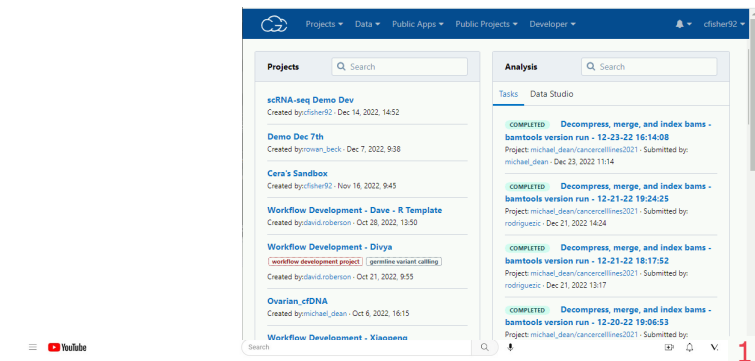 Projects Data Public Apps Public Projects Developer cfisher92
Projects Search
scRNA-seq Demo Dev
Created by:cfisher92 - Dec 14, 2022, 14:52
Demo Dec 7th
Created by:rowan_beck - Dec 7, 2022, 9:38
Cera's Sandbox
Created by:cfisher92 - Nov 16, 2022, 9:45
Workflow Development - Dave - R Template
Created by:david.roberson - Oct 28, 2022, 13:50
Workflow Development - Divya
workflow development project germline variant callling
Created by:david.roberson - Oct 21, 2022, 9:55
Ovarian_cfDNA
Created by:michael_dean - Oct 6, 2022, 16:15
Workflow Development - Xiaopeng
Analysis Search
Tasks Data Studio
COMPLETED Decompress, merge, and index bams -
bamtools version run - 12-23-22 16:14:08
Project: michael_dean/cancercelllines2021 - Submitted by:
michael_dean - Dec 23, 2022 11:14
COMPLETED Decompress, merge, and index bams -
bamtools version run - 12-21-22 19:24:25
Project: michael_dean/cancercelllines2021 - Submitted by:
rodriguezic - Dec 21, 2022 14:24
COMPLETED Decompress, merge, and index bams -
bamtools version run - 12-21-22 18:17:52
Project: michael_dean/cancercelllines2021 - Submitted by:
rodriguezic - Dec 21, 2022 13:17
COMPLETED Decompress, merge, and index bams -
bamtools version run - 12-20-22 19:06:53
Project: michael_dean/cancercelllines2021 - Submitted by:
YouTube Search V. 1